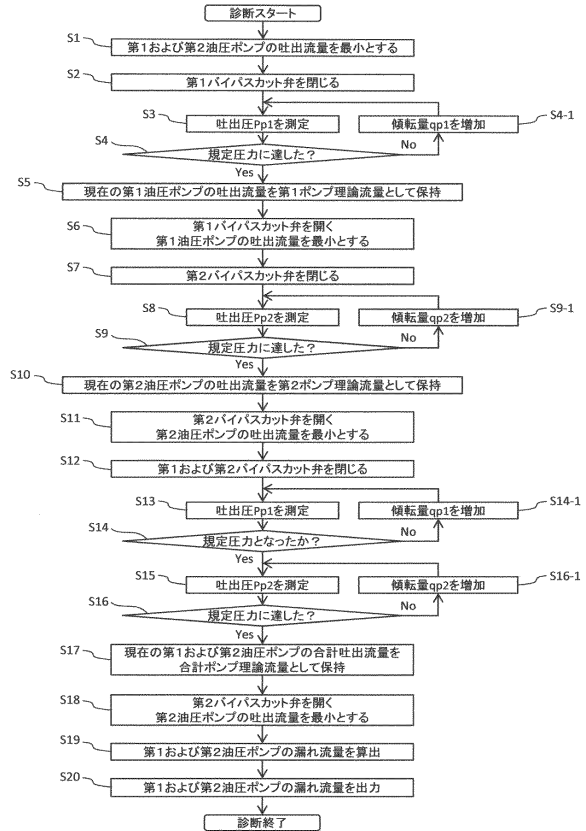 診断スタート
S1
第1および第2油圧ポンプの吐出流量を最小とする
S2
第1バイパスカット弁を閉じる
S3
吐出圧Pp1を測定
傾転量qp1を増加
S4-1
S4
規定圧力に達した?
No
Yes
S5
現在の第1油圧ポンプの吐出流量を第1ポンプ理論流量として保持
S6
第1バイパスカット弁を開く
第1油圧ポンプの吐出流量を最小とする
S7
第2バイパスカット弁を閉じる
S8
吐出圧Pp2を測定
傾転量qp2を増加
S9-1
S9
規定圧力に達した?
No
Yes
S10
現在の第2油圧ポンプの吐出流量を第2ポンプ理論流量として保持
S11
第2バイパスカット弁を開く
第2油圧ポンプの吐出流量を最小とする
S12
第1および第2バイパスカット弁を閉じる
S13
吐出圧Pp1を測定
傾転量qp1を増加
S14-1
S14
規定圧力となったか?
No
Yes
S15
吐出圧Pp2を測定
傾転量qp2を増加
S16-1
S16
規定圧力に達した?
No
Yes
S17
現在の第1および第2油圧ポンプの合計吐出流量を
合計ポンプ理論流量として保持
S18
第2バイパスカット弁を開く
第2油圧ポンプの吐出流量を最小とする
S19
第1および第2油圧ポンプの漏れ流量を算出
S20
第1および第2油圧ポンプの漏れ流量を出力
診断終了